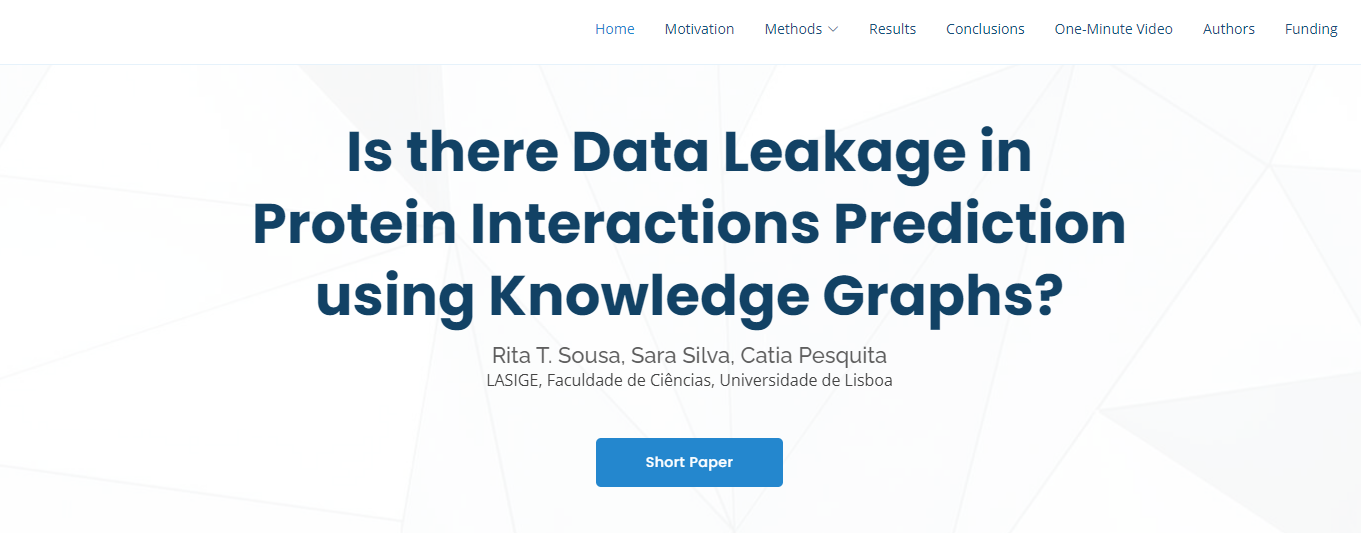 Home Motivation Methods Results Conclusions One-Minute Video Authors Funding
Is there Data Leakage in
Protein Interactions Prediction
using Knowledge Graphs?
Rita T. Sousa, Sara Silva, Catia Pesquita
LASIGE, Faculdade de Ciências, Universidade de Lisboa
Short Paper